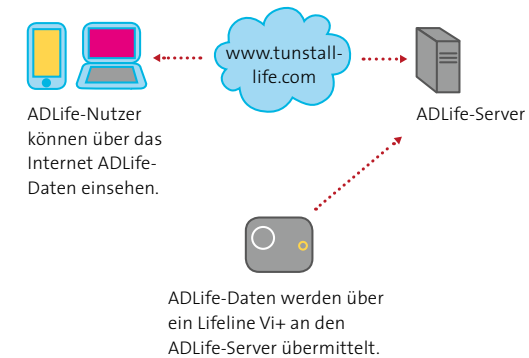 www.tunstall-
life.com
ADLife-Nutzer
können über das
Internet ADLife-
Daten einsehen.
ADLife-Server
ADLife-Daten werden über
ein Lifeline Vi+ an den
ADLife-Server übermittelt.